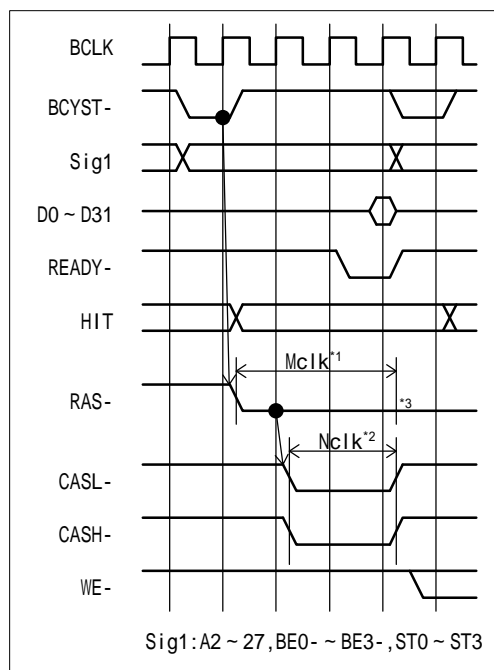 BCLK
BCYST-
Sig1
D0 ~ D31
READY-
HIT
Mclk*1
RAS-
*3
Nclk*2
CASL-
CASH-
WE-
Sig1:A2 ~ 27,BE0- ~ BE3-,ST0 ~ ST3